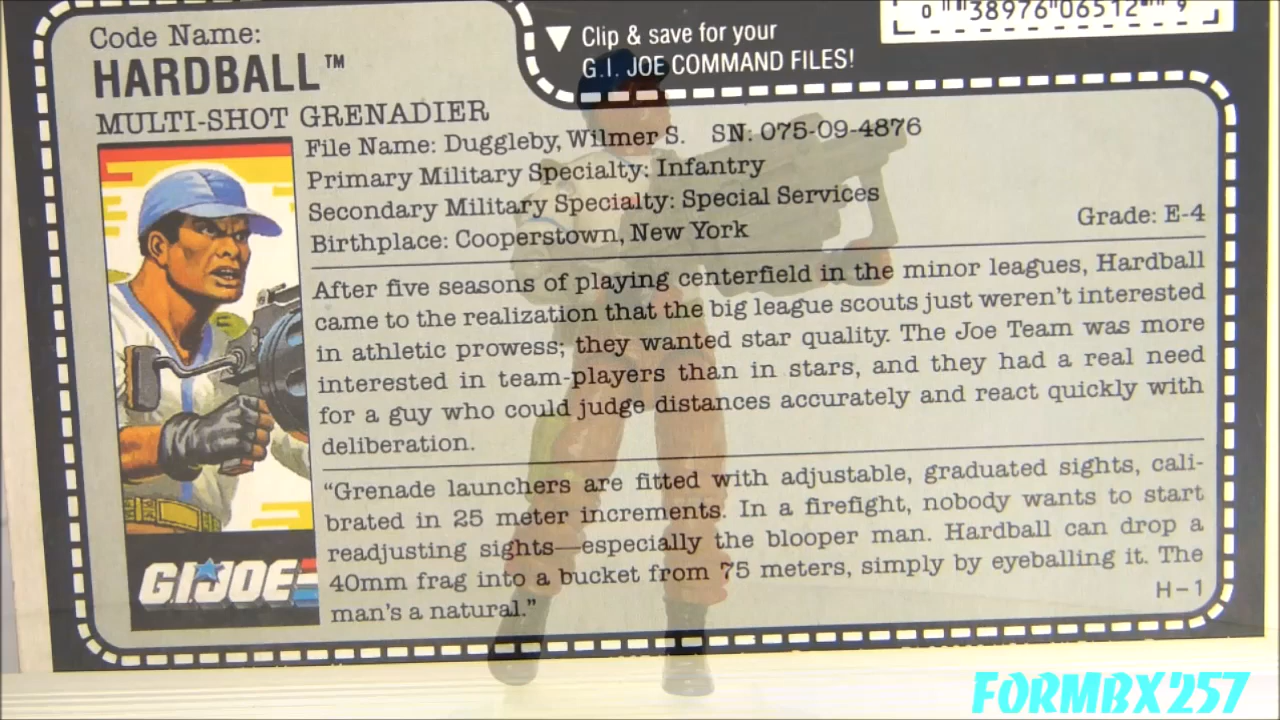 Code Name:
HARDBALL™
MULTI-SHOT GRENADIER
Clip & save for your
G.I. JOE COMMAND FILES!
0 38976 06512 9
File Name: Duggleby, Wilmer S. SN: 075-09-4876
Primary Military Specialty: Infantry
Secondary Military Specialty: Special Services
Birthplace: Cooperstown, New York
Grade: E-4
After five seasons of playing centerfield in the minor leagues, Hardball
came to the realization that the big league scouts just weren't interested
in athletic prowess; they wanted star quality. The Joe Team was more
interested in team-players than in stars, and they had a real need
for a guy who could judge distances accurately and react quickly with
deliberation.
"Grenade launchers are fitted with adjustable, graduated sights, cali-
brated in 25 meter increments. In a firefight, nobody wants to start
readjusting sights—especially the blooper man. Hardball can drop a
40mm frag into a bucket from 75 meters, simply by eyeballing it. The
man's a natural."
H-1
GI JOE
FORMBX257